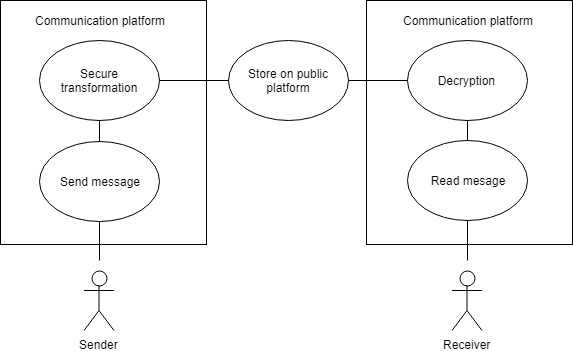 Communication platform
Communication platform
Secure
transformation
Store on public
platform
Decryption
Send message
Read mesage
Sender
Receiver